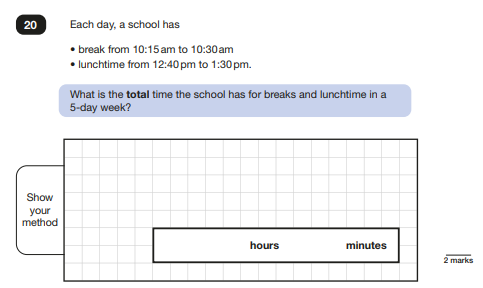 20 Each day, a school has
• break from 10:15 am to 10:30 am
• lunchtime from 12:40 pm to 1:30 pm.
What is the total time the school has for breaks and lunchtime in a
5-day week?
Show
your
method
hours minutes
2 marks